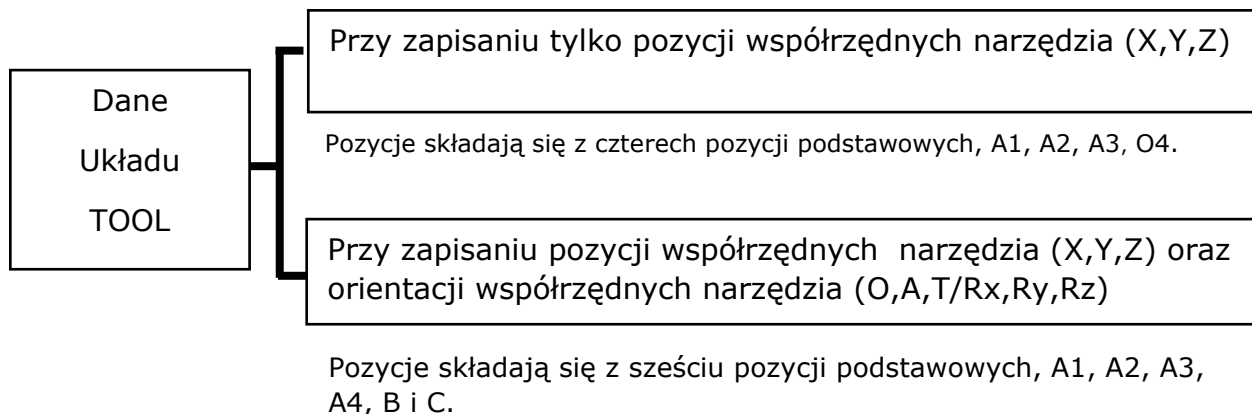 Dane
Układu
TOOL
Przy zapisaniu tylko pozycji współrzędnych narzędzia (X,Y,Z)
Pozycje składają się z czterech pozycji podstawowych, A1, A2, A3, O4.
Przy zapisaniu pozycji współrzędnych narzędzia (X,Y,Z) oraz
orientacji współrzędnych narzędzia (O,A,T/Rx,Ry,Rz)
Pozycje składają się z sześciu pozycji podstawowych, A1, A2, A3,
A4, B i C.